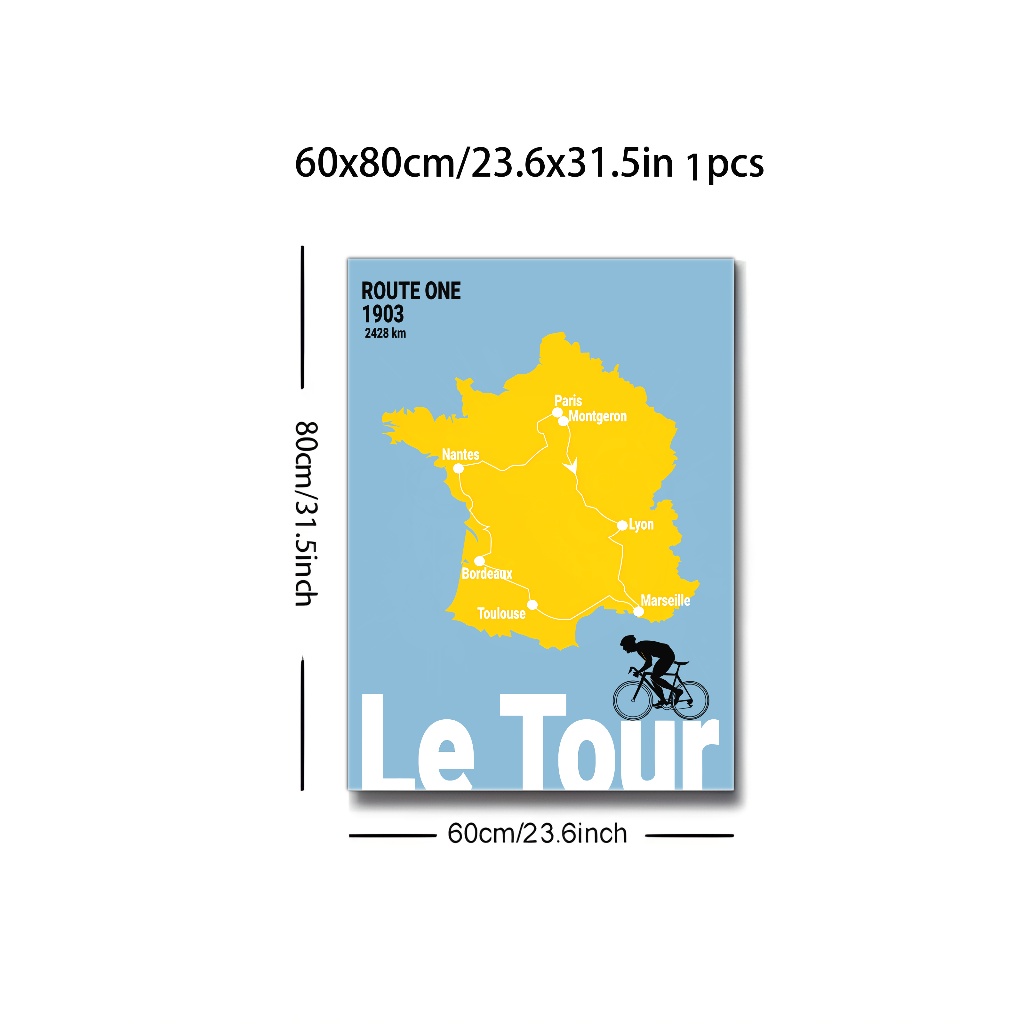 60x80cm/23.6x31.5in 1pcs
ROUTE ONE
1903
2428 km
Paris
Montgeron
Nantes
Lyon
Bordeaux
Marseille
Toulouse
Le Tour
80cm/31.5inch
60cm/23.6inch